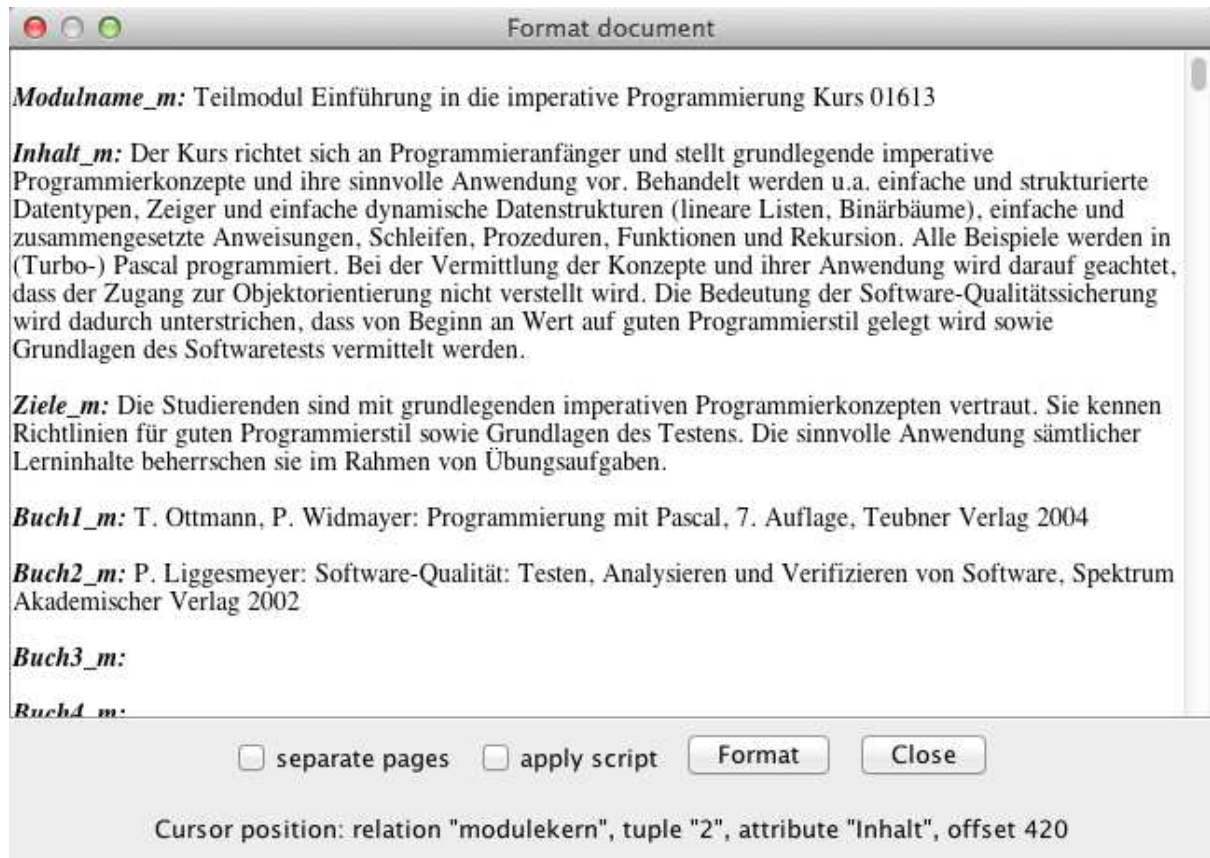 Format document
Modulname_m: Teilmodul Einführung in die imperative Programmierung Kurs 01613
Inhalt_m: Der Kurs richtet sich an Programmieranfänger und stellt grundlegende imperative
Programmierkonzepte und ihre sinnvolle Anwendung vor. Behandelt werden u.a. einfache und strukturierte
Datentypen, Zeiger und einfache dynamische Datenstrukturen (lineare Listen, Binärbäume), einfache und
zusammengesetzte Anweisungen, Schleifen, Prozeduren, Funktionen und Rekursion. Alle Beispiele werden in
(Turbo-) Pascal programmiert. Bei der Vermittlung der Konzepte und ihrer Anwendung wird darauf geachtet,
dass der Zugang zur Objektorientierung nicht verstellt wird. Die Bedeutung der Software-Qualitätssicherung
wird dadurch unterstrichen, dass von Beginn an Wert auf guten Programmierstil gelegt wird sowie
Grundlagen des Softwaretests vermittelt werden.
Ziele_m: Die Studierenden sind mit grundlegenden imperativen Programmierkonzepten vertraut. Sie kennen
Richtlinien für guten Programmierstil sowie Grundlagen des Testens. Die sinnvolle Anwendung sämtlicher
Lerninhalte beherrschen sie im Rahmen von Übungsaufgaben.
Buch1_m: T. Ottmann, P. Widmayer: Programmierung mit Pascal, 7. Auflage, Teubner Verlag 2004
Buch2_m: P. Liggesmeyer: Software-Qualität: Testen, Analysieren und Verifizieren von Software, Spektrum
Akademischer Verlag 2002
Buch3_m:
Buch4_m:
separate pages apply script Format Close
Cursor position: relation "modulekern", tuple "2", attribute "Inhalt", offset 420